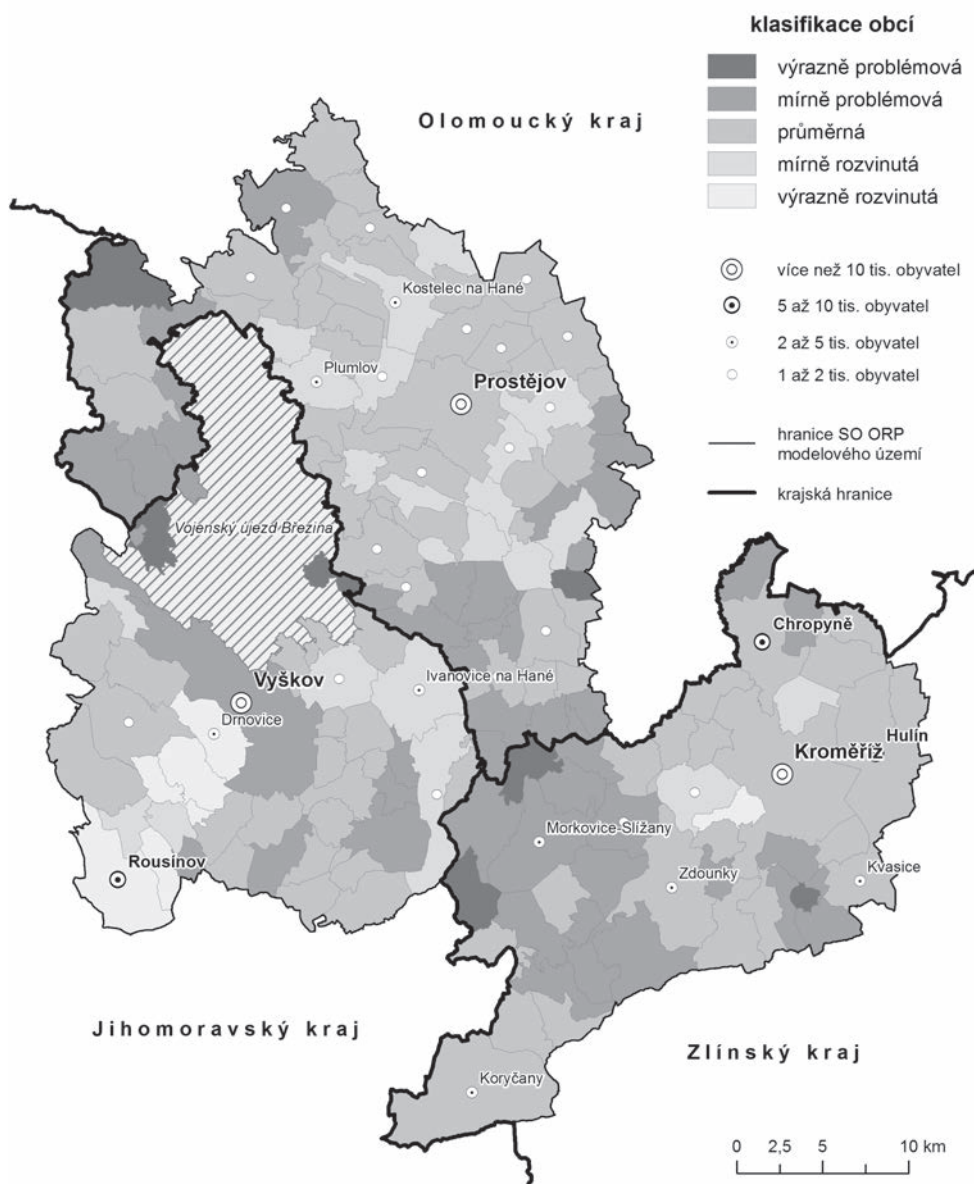 klasifikace obcí
výrazně problémová
mírně problémová
průměrná
mírně rozvinutá
výrazně rozvinutá
více než 10 tis. obyvatel
5 až 10 tis. obyvatel
2 až 5 tis. obyvatel
1 až 2 tis. obyvatel
hranice SO ORP
modelového území
krajská hranice
Olomoucký kraj
Kostelec na Hané
Plumlov
Prostějov
Vojenský újezd Březina
Chropyně
Vyškov
Ivanovice na Hané
Drnovice
Hulín
Kroměříž
Morkovice-Slížany
Rousínov
Zdounky
Kvasice
Jihomoravský kraj
Zlínský kraj
Koryčany
0 2,5 5 10 km